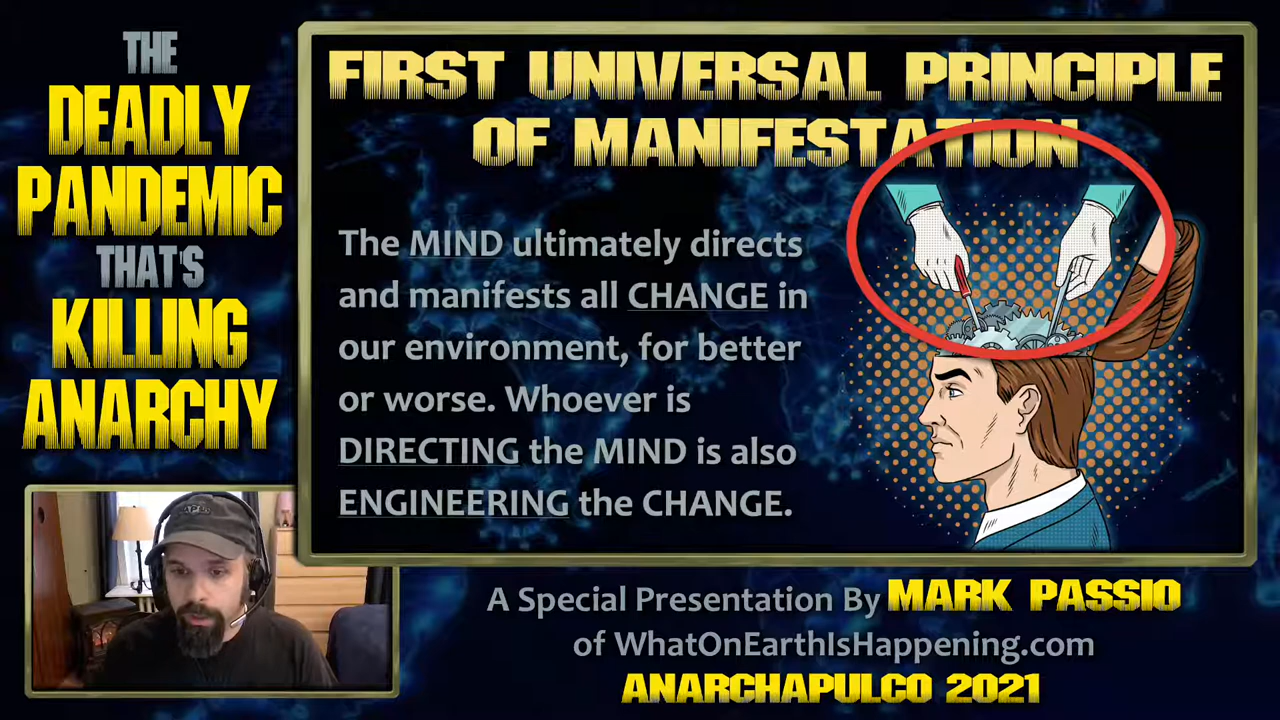 THE
DEADLY
PANDEMIC
THAT'S
KILLING
ANARCHY
FIRST UNIVERSAL PRINCIPLE
OF MANIFESTATION
The MIND ultimately directs
and manifests all CHANGE in
our environment, for better
or worse. Whoever is
DIRECTING the MIND is also
ENGINEERING the CHANGE.
A Special Presentation By MARK PASSIO
of WhatOnEarthIsHappening.com
ANARCHAPULCO 2021